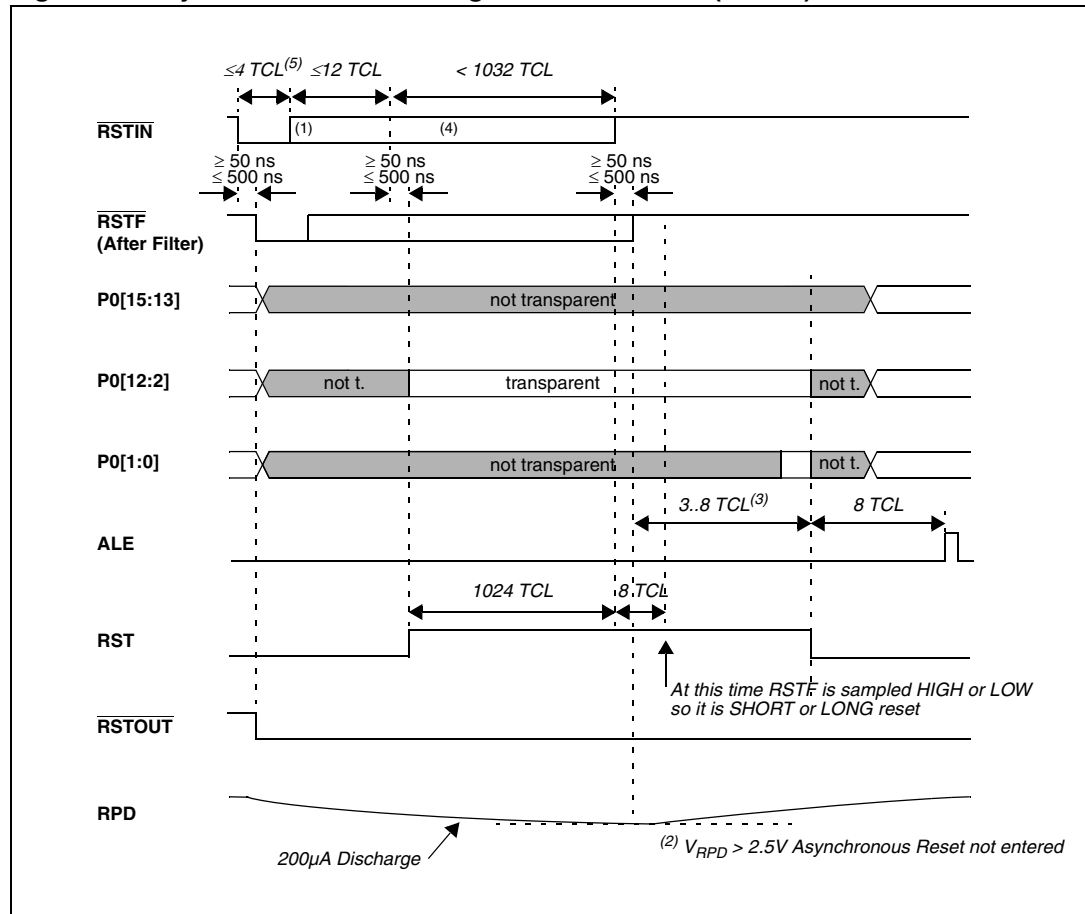 ≤4 TCL(5) ≤12 TCL < 1032 TCL
RSTIN
(1) (4)
≥ 50 ns ≥ 50 ns ≥ 50 ns
≤ 500 ns ≤ 500 ns ≤ 500 ns
RSTF
(After Filter)
P0[15:13] not transparent
P0[12:2] not t. transparent not t.
P0[1:0] not transparent not t.
3..8 TCL(3) 8 TCL
ALE
1024 TCL 8 TCL
RST
At this time RSTF is sampled HIGH or LOW
so it is SHORT or LONG reset
RSTOUT
RPD
200µA Discharge
(2) VRPD > 2.5V Asynchronous Reset not entered